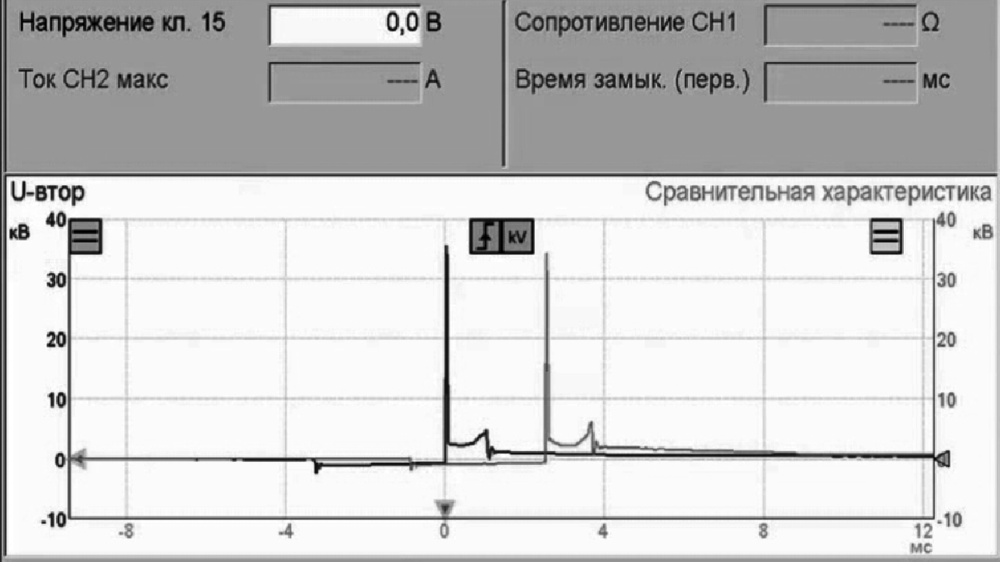 Напряжение кл. 15 0,0 В Сопротивление CH1 ---- Ω
Ток CH2 макс ---- А Время замык. (перв.) ---- мс
U-втор Сравнительная характеристика
40 40
кВ kV кВ
30 30
20 20
10 10
0
-10 -10
-8 -4 0 4 8 12
мс